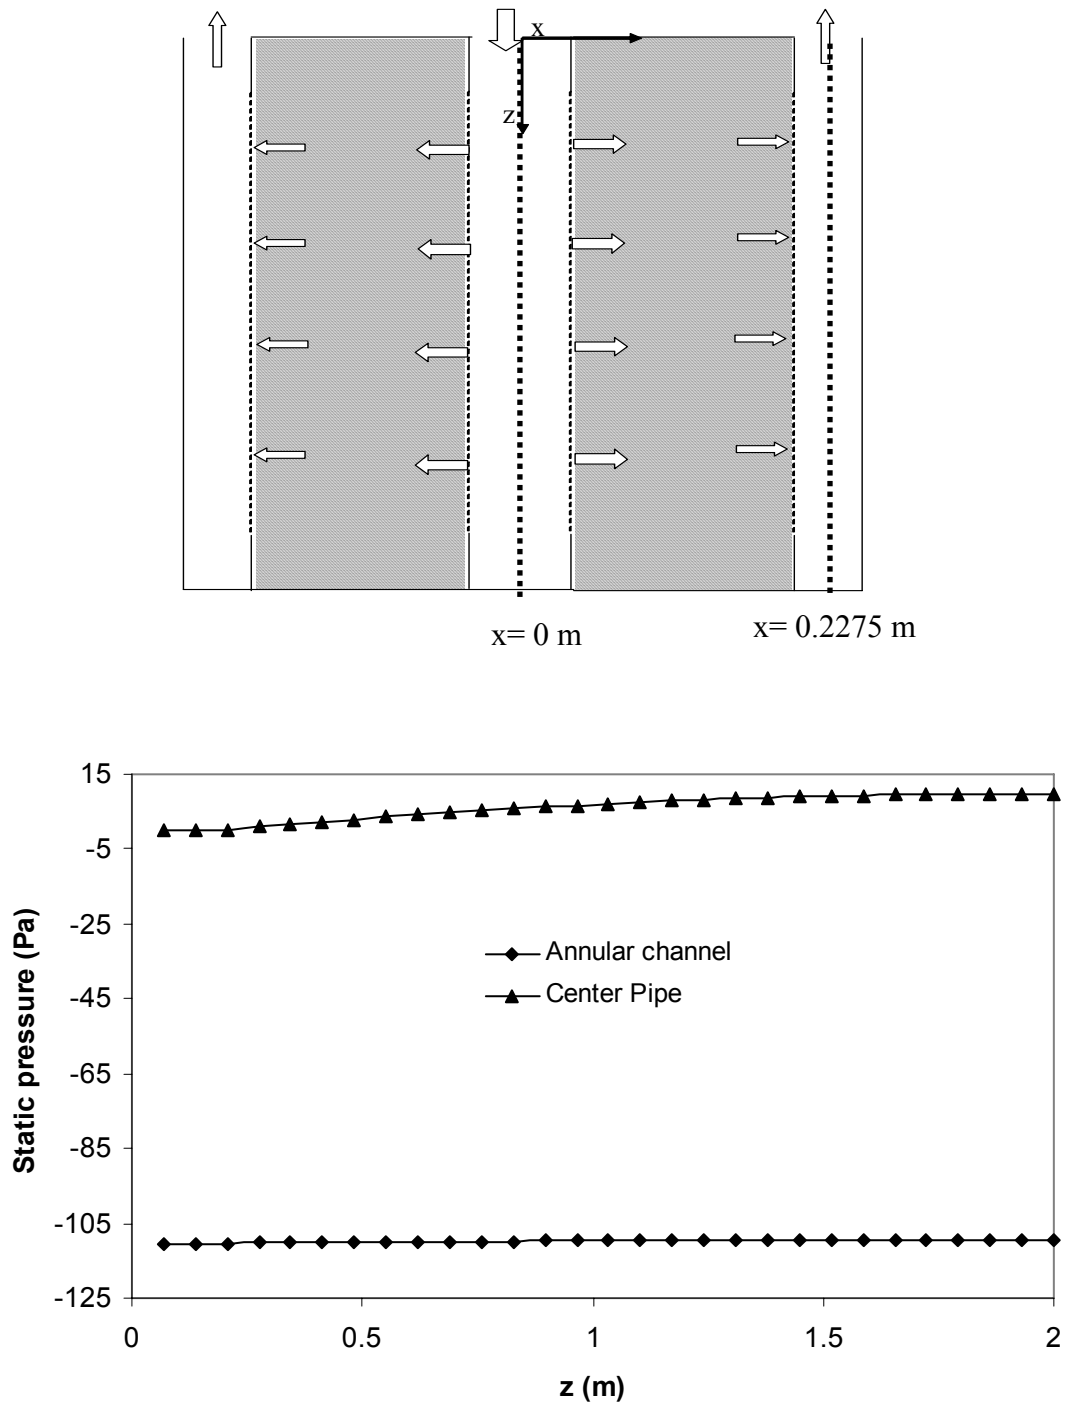 x
z
x= 0 m
x= 0.2275 m
15
-5
-25
-45
-65
-85
-105
-125
Static pressure (Pa)
Annular channel
Center Pipe
0
0.5
1
1.5
2
z (m)